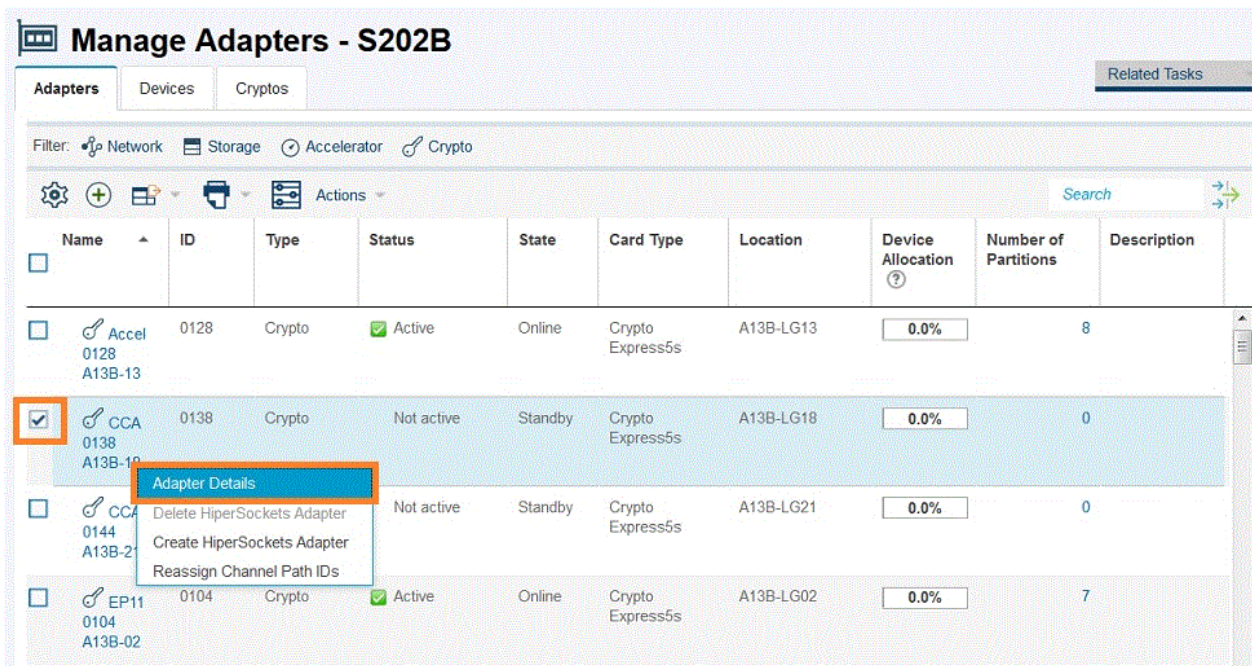 Manage Adapters - S202B
Related Tasks
Adapters Devices Cryptos
Filter: Network Storage Accelerator Crypto
Actions Search
Name ID Type Status State Card Type Location Device Number of Description
Allocation Partitions
Accel 0128 Crypto Active Online Crypto A13B-LG13 0.0% 8
0128 Express5s
A13B-13
CCA 0138 Crypto Not active Standby Crypto A13B-LG18 0.0% 0
0138 Express5s
A13B-18
Adapter Details
CCA Not active Standby Crypto A13B-LG21 0.0% 0
Delete HiperSockets Adapter
0144 Express5s
Create HiperSockets Adapter
A13B-21
Reassign Channel Path IDs
EP11 0104 Crypto Active Online Crypto A13B-LG02 0.0% 7
0104 Express5s
A13B-02